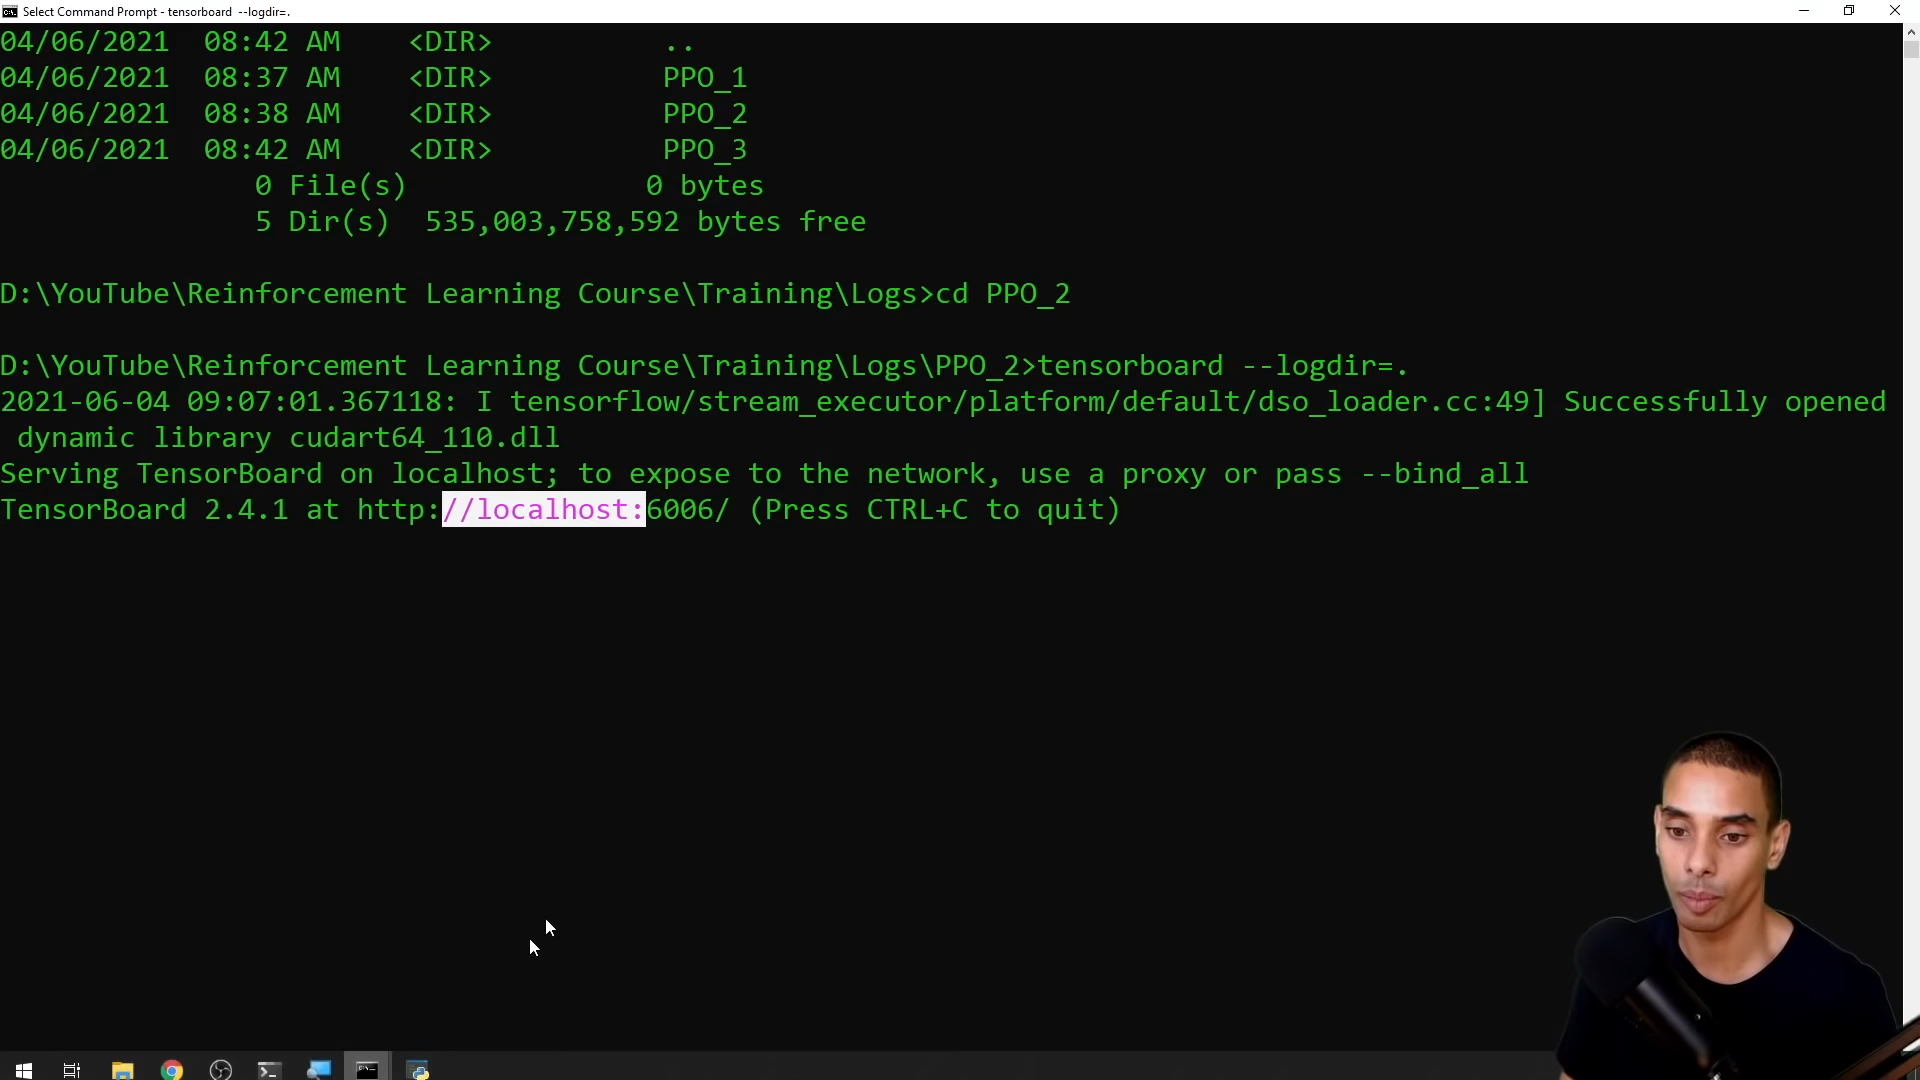 Select Command Prompt - tensorboard  --logdir=.
04/06/2021  08:42 AM    <DIR>          ..
04/06/2021  08:37 AM    <DIR>          PPO_1
04/06/2021  08:38 AM    <DIR>          PPO_2
04/06/2021  08:42 AM    <DIR>          PPO_3
               0 File(s)              0 bytes
               5 Dir(s)  535,003,758,592 bytes free
D:\YouTube\Reinforcement Learning Course\Training\Logs>cd PPO_2
D:\YouTube\Reinforcement Learning Course\Training\Logs\PPO_2>tensorboard --logdir=.
2021-06-04 09:07:01.367118: I tensorflow/stream_executor/platform/default/dso_loader.cc:49] Successfully opened
 dynamic library cudart64_110.dll
Serving TensorBoard on localhost; to expose to the network, use a proxy or pass --bind_all
TensorBoard 2.4.1 at http://localhost:6006/ (Press CTRL+C to quit)